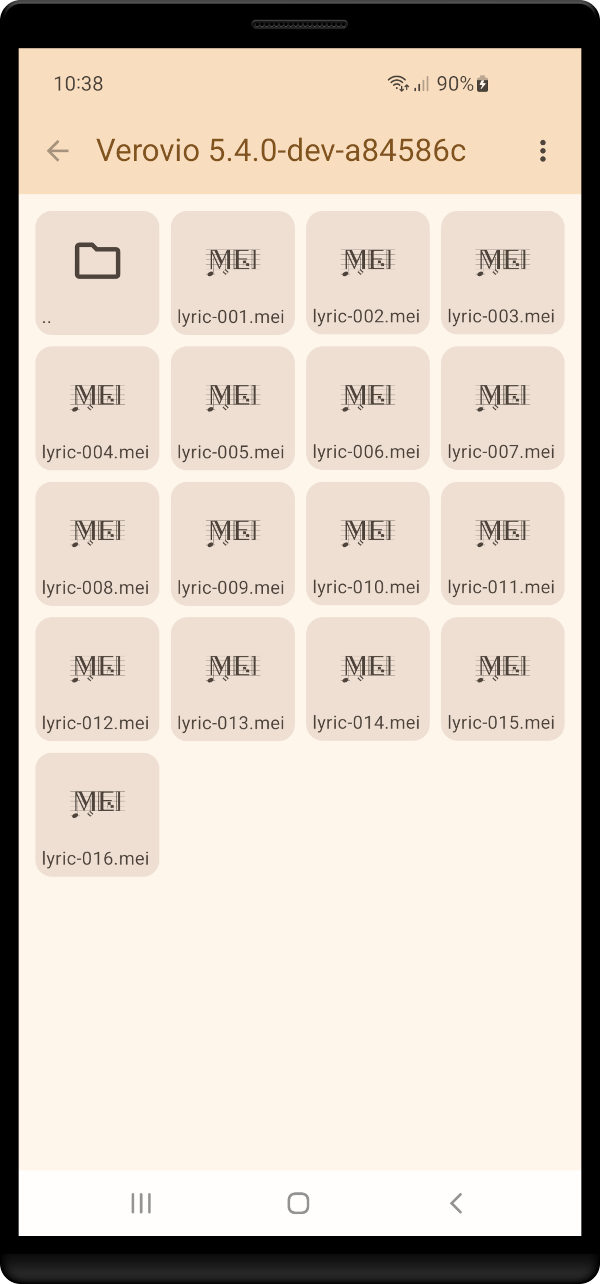 10:38 90%
Verovio 5.4.0-dev-a84586c
MEI MEI MEI
.. lyric-001.mei lyric-002.mei lyric-003.mei
MEI MEI MEI MEI
lyric-004.mei lyric-005.mei lyric-006.mei lyric-007.mei
MEI MEI MEI MEI
lyric-008.mei lyric-009.mei lyric-010.mei lyric-011.mei
MEI MEI MEI MEI
lyric-012.mei lyric-013.mei lyric-014.mei lyric-015.mei
MEI
lyric-016.mei